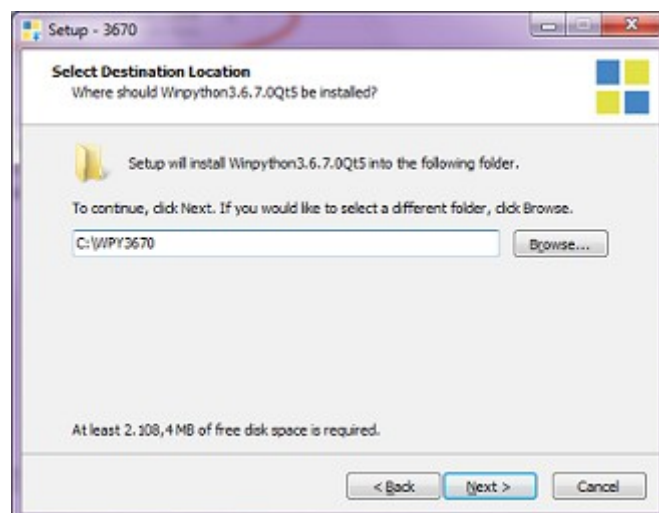 Setup - 3670
Select Destination Location
Where should Winpython3.6.7.0Qt5 be installed?
Setup will install Winpython3.6.7.0Qt5 into the following folder.
To continue, click Next. If you would like to select a different folder, click Browse.
C:\WPY3670
Browse...
At least 2.108,4 MB of free disk space is required.
< Back
Next >
Cancel